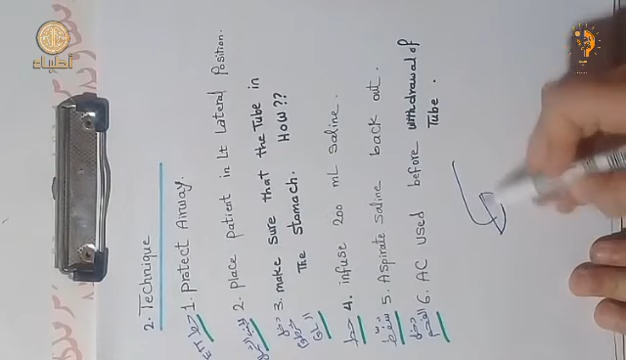 2. Technique
1. protect Airway.
2. place patient in Lt Lateral Position.
3. make sure that the Tube in
The stomach. HOW??
4. infuse 200 mL saline.
5. Aspirate saline back out.
6. AC used before withdrawal of
Tube.
أطباء